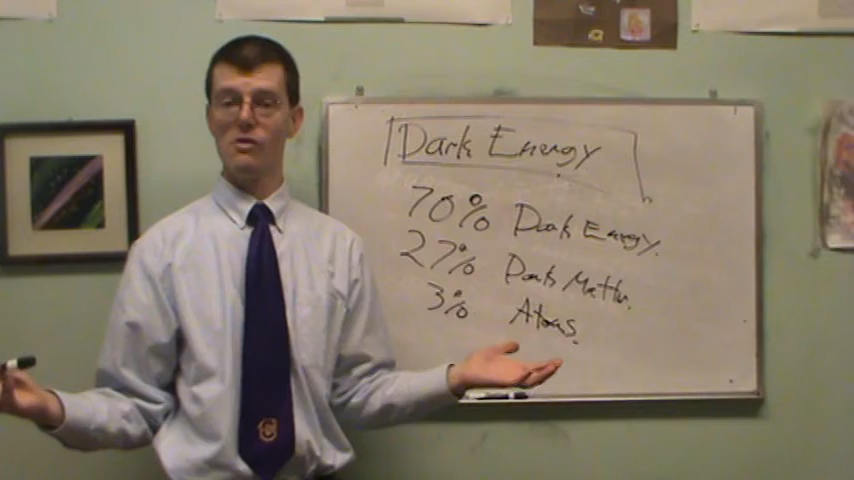 Dark Energy
70% Dark Energy.
27% Dark Matter.
3% Atoms.